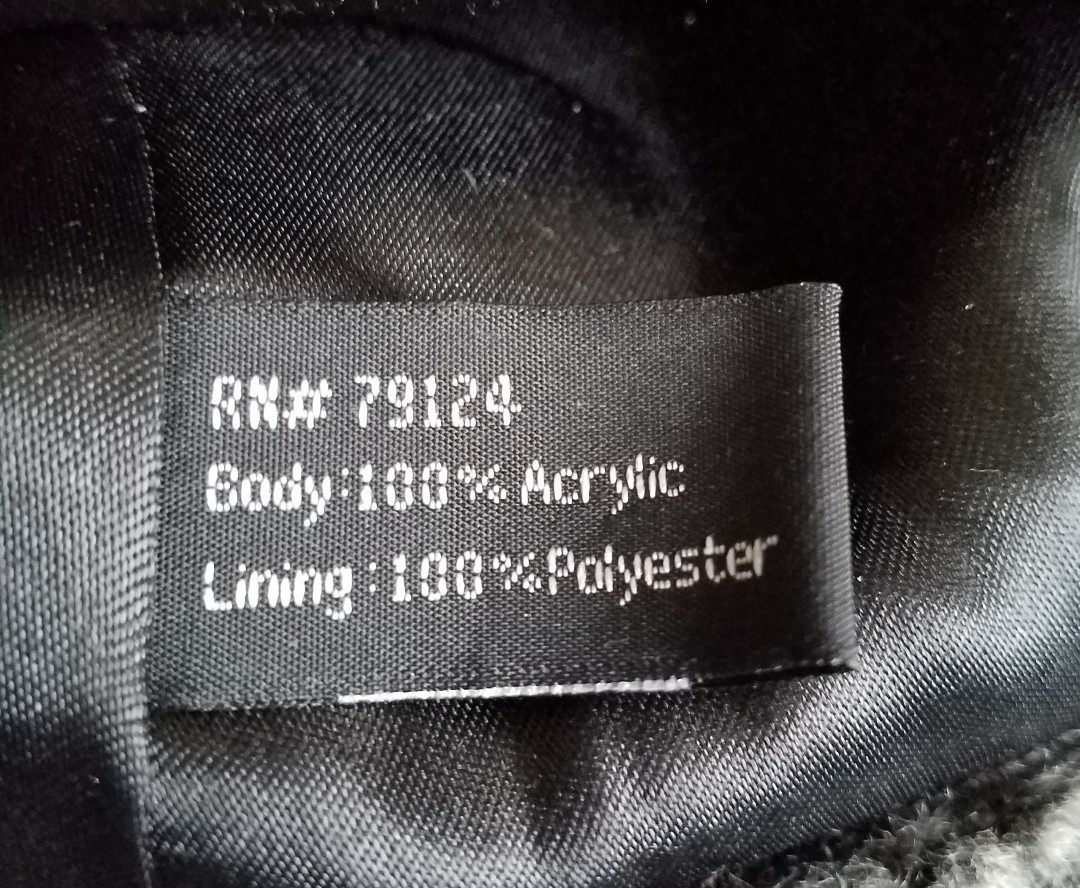 RN# 79124
Body:100% Acrylic
Lining:100%Polyester